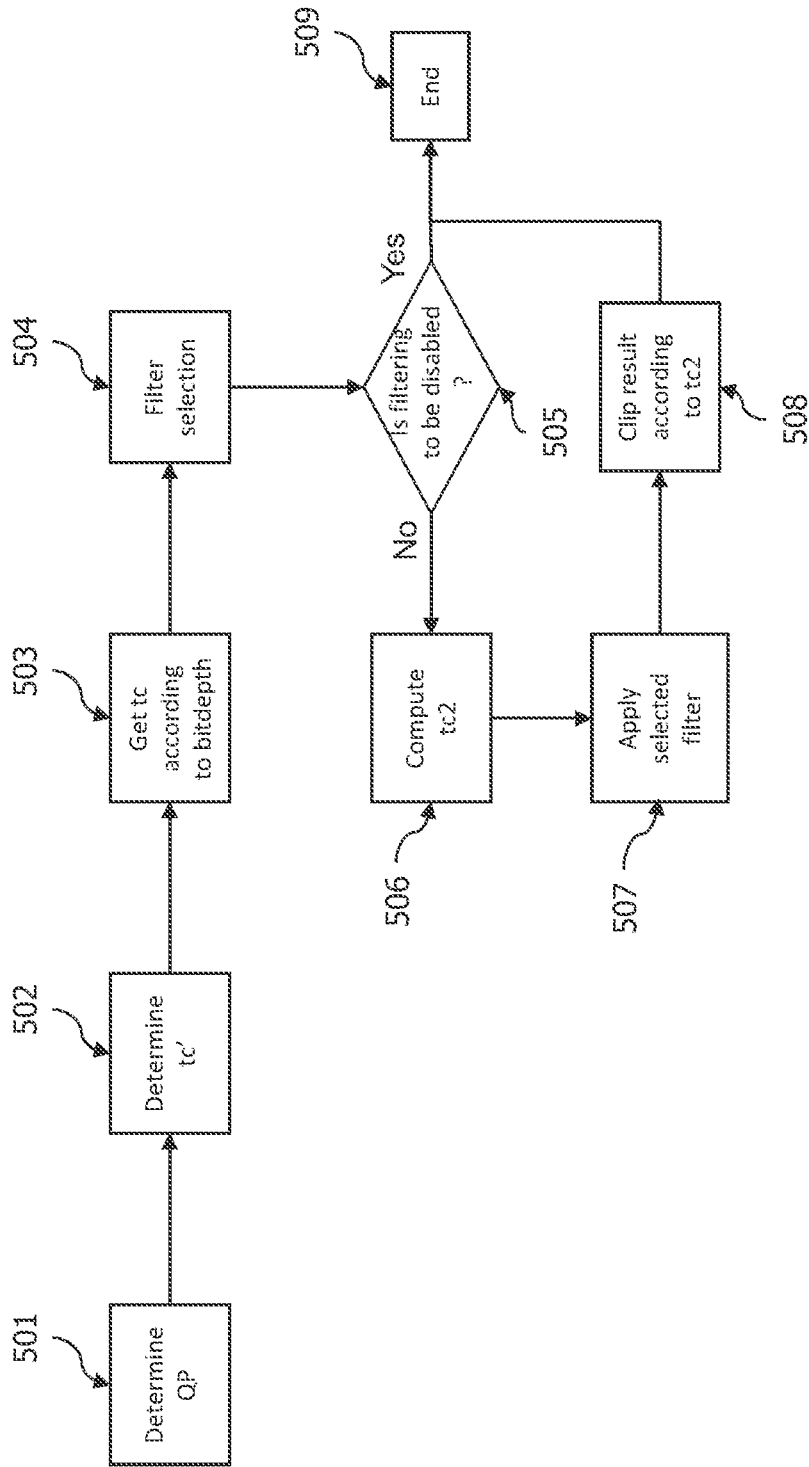 501
Determine
QP
502
Determine
tc'
503
Get tc
according
to bitdepth
504
Filter
selection
Is filtering
to be disabled
?
505
Yes
No
509
End
506
Compute
tc2
507
Apply
selected
filter
508
Clip result
according
to tc2